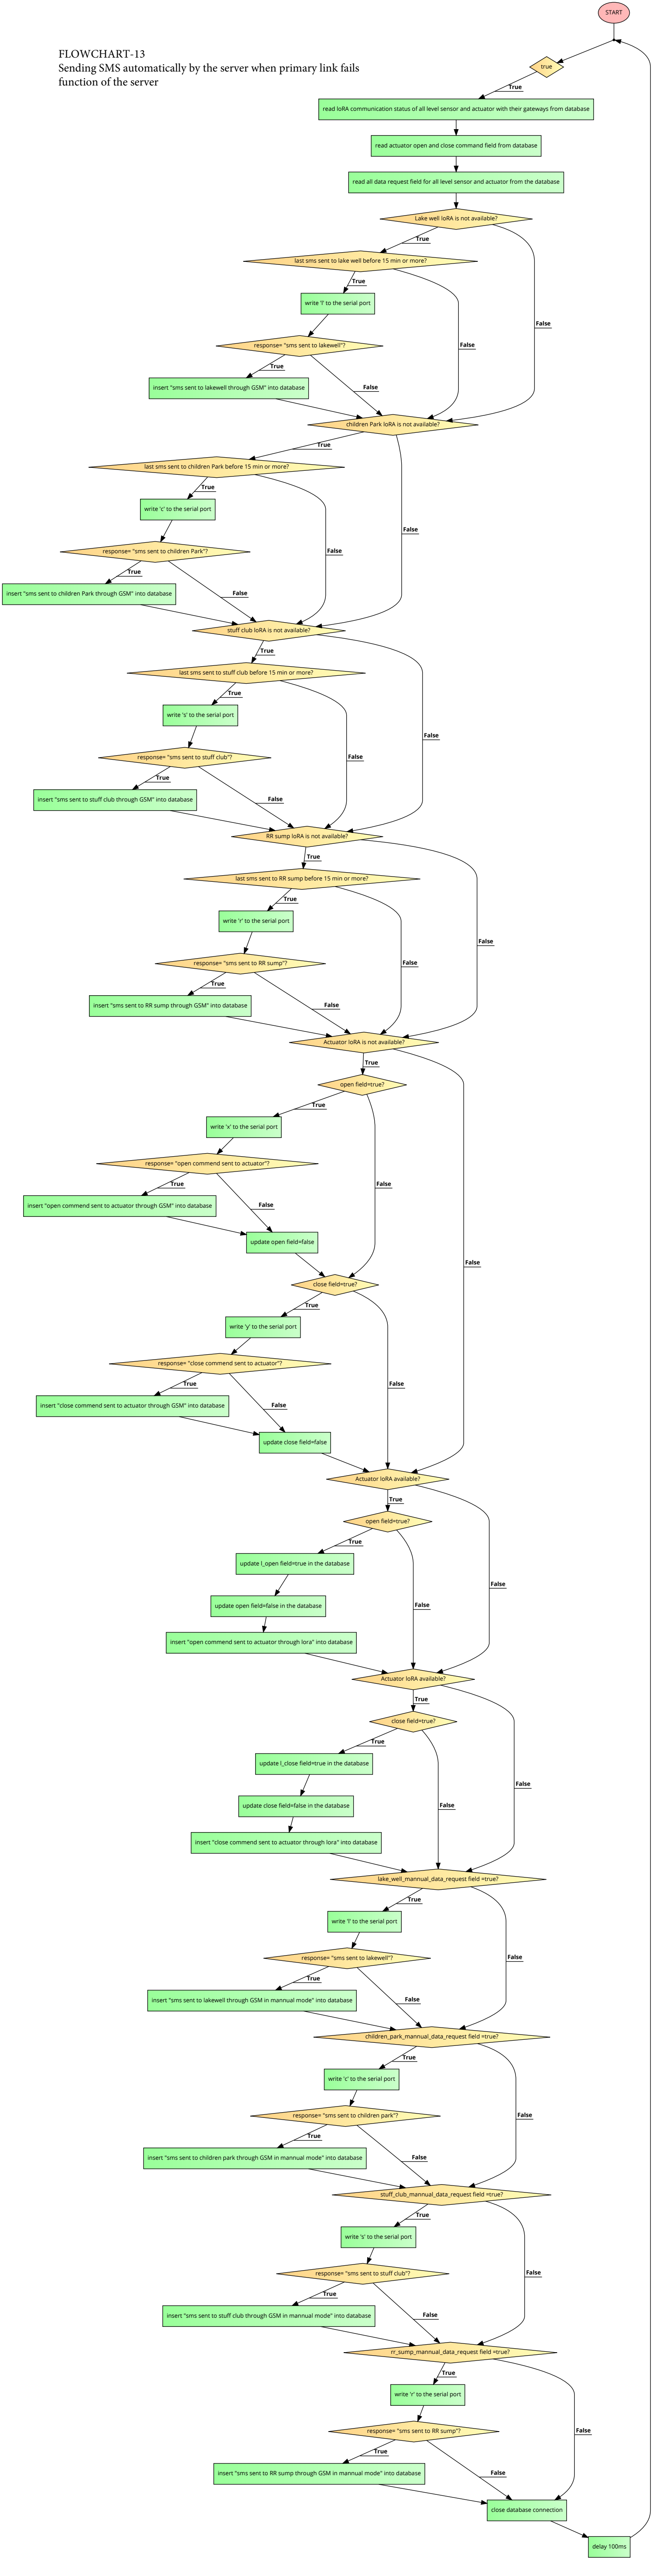 START
FLOWCHART-13
Sending SMS automatically by the server when primary link fails
function of the server
true
True
read loRA communication status of all level sensor and actuator with their gateways from database
read actuator open and close command field from database
read all data request field for all level sensor and actuator from the database
Lake well loRA is not available?
True
last sms sent to lake well before 15 min or more?
True
write 'l' to the serial port
False
False
response= "sms sent to lakewell"?
True
False
insert "sms sent to lakewell through GSM" into database
children Park loRA is not available?
True
last sms sent to children Park before 15 min or more?
True
write 'c' to the serial port
False
False
response= "sms sent to children Park"?
True
False
insert "sms sent to children Park through GSM" into database
stuff club loRA is not available?
True
last sms sent to stuff club before 15 min or more?
True
write 's' to the serial port
False
False
response= "sms sent to stuff club"?
True
False
insert "sms sent to stuff club through GSM" into database
RR sump loRA is not available?
True
last sms sent to RR sump before 15 min or more?
True
write 'r' to the serial port
False
False
response= "sms sent to RR sump"?
True
False
insert "sms sent to RR sump through GSM" into database
Actuator loRA is not available?
True
open field=true?
True
write 'x' to the serial port
response= "open commend sent to actuator"?
True
False
False
insert "open commend sent to actuator through GSM" into database
update open field=false
False
close field=true?
True
write 'y' to the serial port
response= "close commend sent to actuator"?
True
False
insert "close commend sent to actuator through GSM" into database
False
update close field=false
Actuator loRA available?
True
open field=true?
True
update l_open field=true in the database
False
update open field=false in the database
False
insert "open commend sent to actuator through lora" into database
Actuator loRA available?
True
close field=true?
True
update l_close field=true in the database
False
update close field=false in the database
False
insert "close commend sent to actuator through lora" into database
lake_well_mannual_data_request field =true?
True
write 'l' to the serial port
False
response= "sms sent to lakewell"?
True
False
insert "sms sent to lakewell through GSM in mannual mode" into database
children_park_mannual_data_request field =true?
True
write 'c' to the serial port
False
response= "sms sent to children park"?
True
False
insert "sms sent to children park through GSM in mannual mode" into database
stuff_club_mannual_data_request field =true?
True
write 's' to the serial port
False
response= "sms sent to stuff club"?
True
False
insert "sms sent to stuff club through GSM in mannual mode" into database
rr_sump_mannual_data_request field =true?
True
write 'r' to the serial port
False
response= "sms sent to RR sump"?
True
False
insert "sms sent to RR sump through GSM in mannual mode" into database
close database connection
delay 100ms